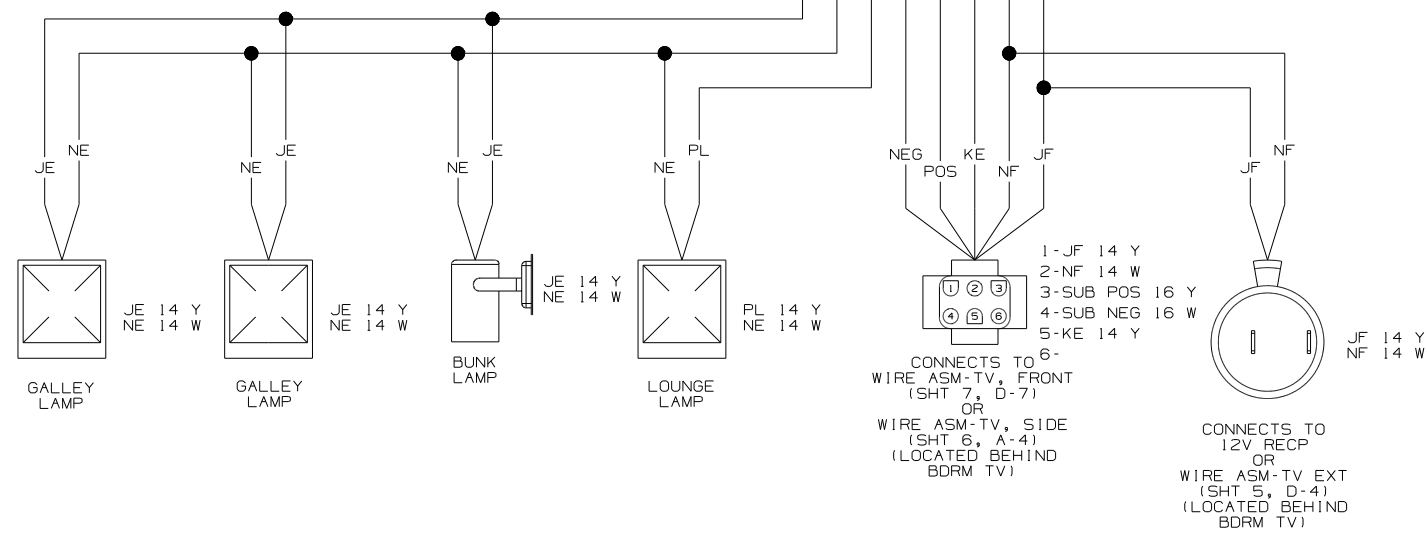 JE
NE
NE
JE
NE
JE
NE
PL
NEG
POS
KE
NF
JF
JF
NF
JE 14 Y
NE 14 W
GALLEY
LAMP
JE 14 Y
NE 14 W
GALLEY
LAMP
JE 14 Y
NE 14 W
BUNK
LAMP
PL 14 Y
NE 14 W
LOUNGE
LAMP
1 2 3
4 5 6
1-JF 14 Y
2-NF 14 W
3-SUB POS 16 Y
4-SUB NEG 16 W
5-KE 14 Y
6-
CONNECTS TO
WIRE ASM-TV, FRONT
(SHT 7, D-7)
OR
WIRE ASM-TV, SIDE
(SHT 6, A-4)
(LOCATED BEHIND
BDRM TV)
JF 14 Y
NF 14 W
CONNECTS TO
12V RECP
OR
WIRE ASM-TV EXT
(SHT 5, D-4)
(LOCATED BEHIND
BDRM TV)